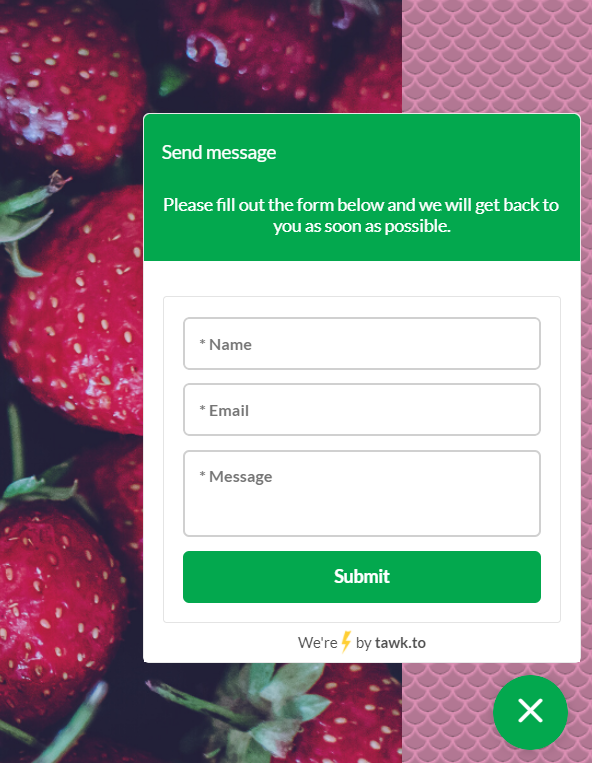 Send message
Please fill out the form below and we will get back to
you as soon as possible.
* Name
* Email
* Message
Submit
We're⚡by tawk.to